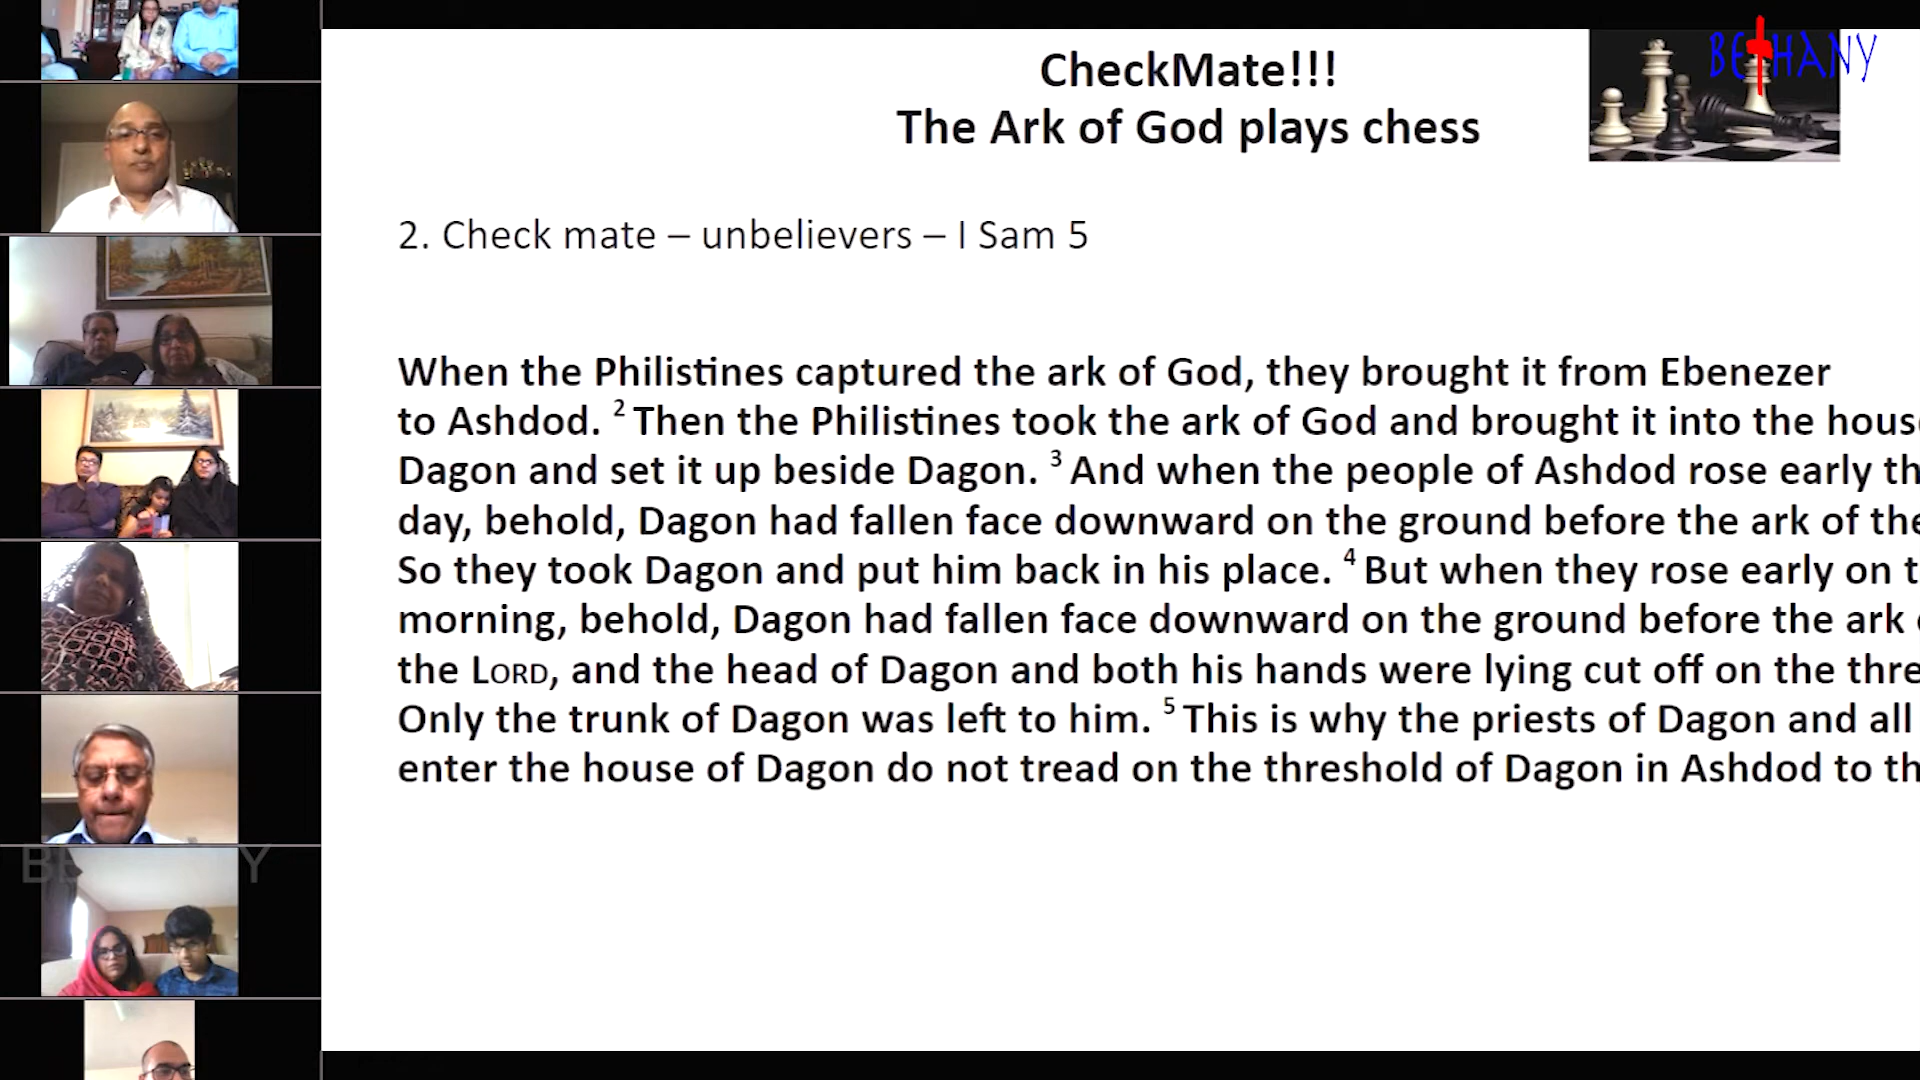 CheckMate!!!
The Ark of God plays chess
BETHANY
2. Check mate – unbelievers – I Sam 5
When the Philistines captured the ark of God, they brought it from Ebenezer
to Ashdod. 2 Then the Philistines took the ark of God and brought it into the
Dagon and set it up beside Dagon. 3 And when the people of Ashdod rose early
day, behold, Dagon had fallen face downward on the ground before the ark of
So they took Dagon and put him back in his place. 4 But when they rose early on
morning, behold, Dagon had fallen face downward on the ground before the ark
the LORD, and the head of Dagon and both his hands were lying cut off on the
Only the trunk of Dagon was left to him. 5 This is why the priests of Dagon and all
enter the house of Dagon do not tread on the threshold of Dagon in Ashdod to